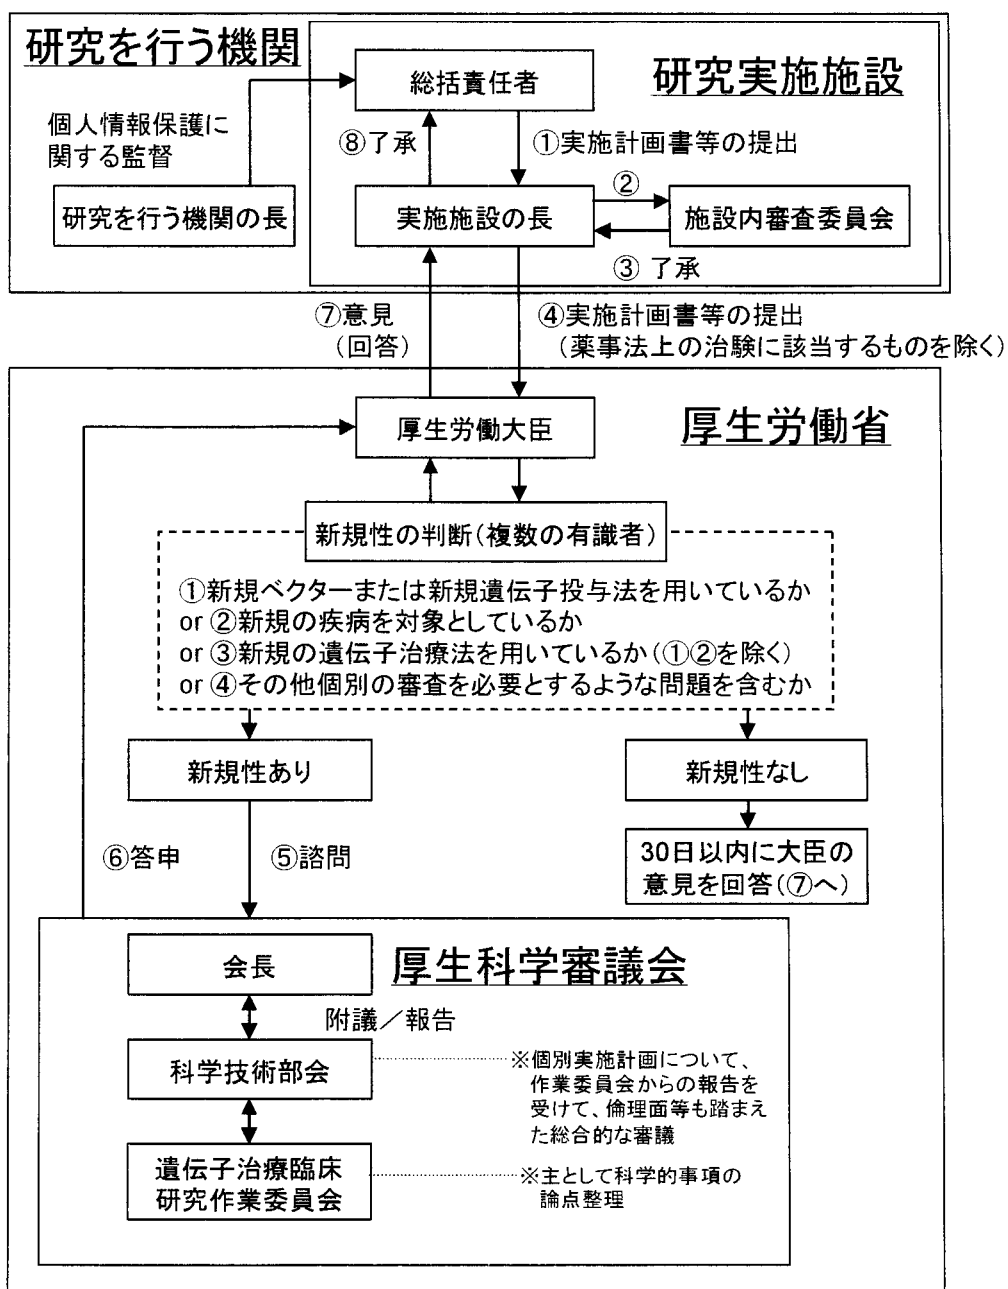 研究を行う機関
研究実施施設
総括責任者
個人情報保護に
関する監督
⑧了承
①実施計画書等の提出
研究を行う機関の長
実施施設の長
②
施設内審査委員会
③ 了承
⑦意見
(回答)
④実施計画書等の提出
(薬事法上の治験に該当するものを除く)
厚生労働省
厚生労働大臣
新規性の判断(複数の有識者)
①新規ベクターまたは新規遺伝子投与法を用いているか
or ②新規の疾病を対象としているか
or ③新規の遺伝子治療法を用いているか(①②を除く)
or ④その他個別の審査を必要とするような問題を含むか
新規性あり
新規性なし
⑥答申
⑤諮問
30日以内に大臣の
意見を回答(⑦へ)
厚生科学審議会
会長
附議/報告
科学技術部会
※個別実施計画について、
作業委員会からの報告を
受けて、倫理面等も踏まえ
た総合的な審議
遺伝子治療臨床
研究作業委員会
※主として科学的事項の
論点整理